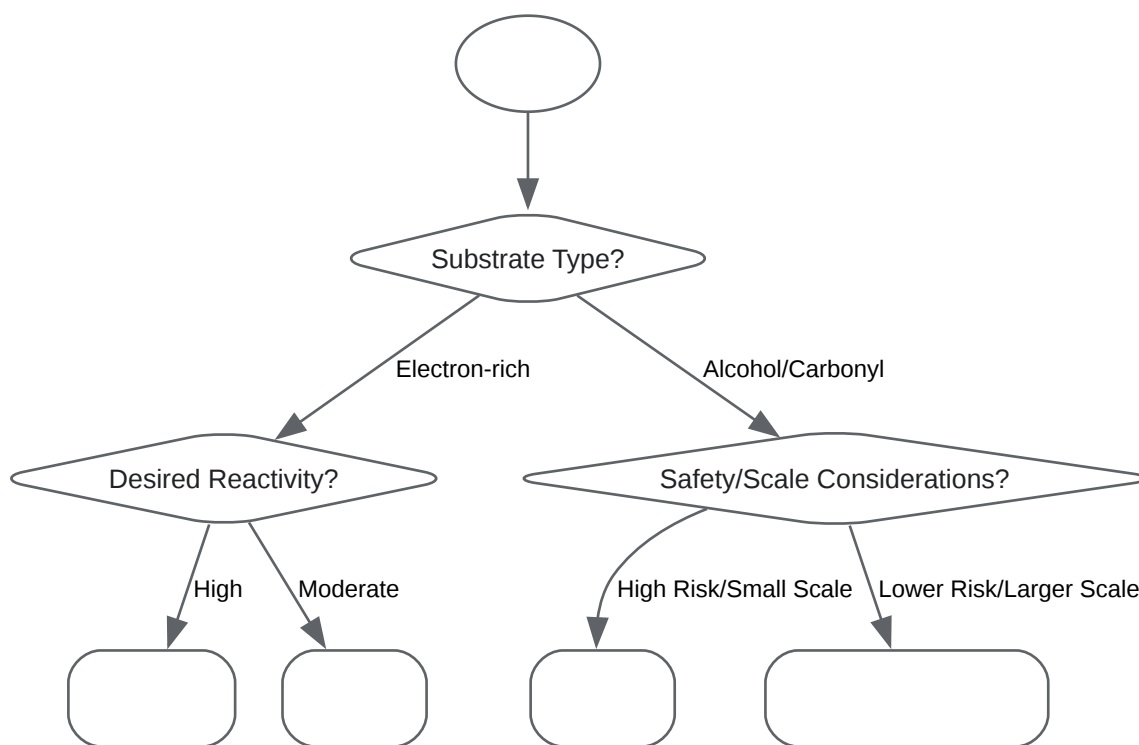 Substrate Type?
Electron-rich
Alcohol/Carbonyl
Desired Reactivity?
Safety/Scale Considerations?
High
Moderate
High Risk/Small Scale
Lower Risk/Larger Scale